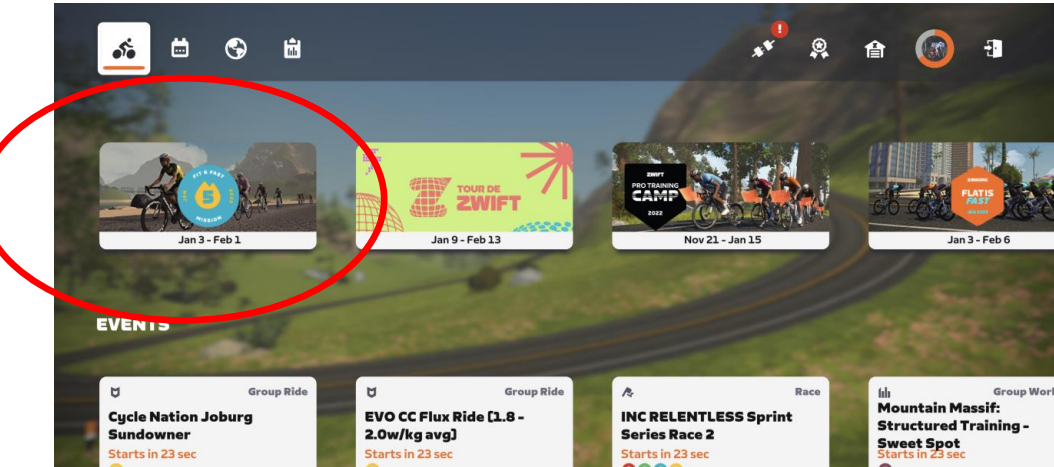 !
FIT & FAST
5
MISSION
Jan 3 - Feb 1
TOUR DE
ZWIFT
Jan 9 - Feb 13
ZWIFT
PRO TRAINING
CAMP
2022
Nov 21 - Jan 15
FLAT IS
FAST
Jan 3 - Feb 6
EVENTS
Group Ride
Cycle Nation Joburg
Sundowner
Starts in 23 sec
Group Ride
EVO CC Flux Ride [1.8 -
2.0w/kg avg]
Starts in 23 sec
Race
INC RELENTLESS Sprint
Series Race 2
Starts in 23 sec
Group Wor
Mountain Massif:
Structured Training -
Sweet Spot
Starts in 23 sec